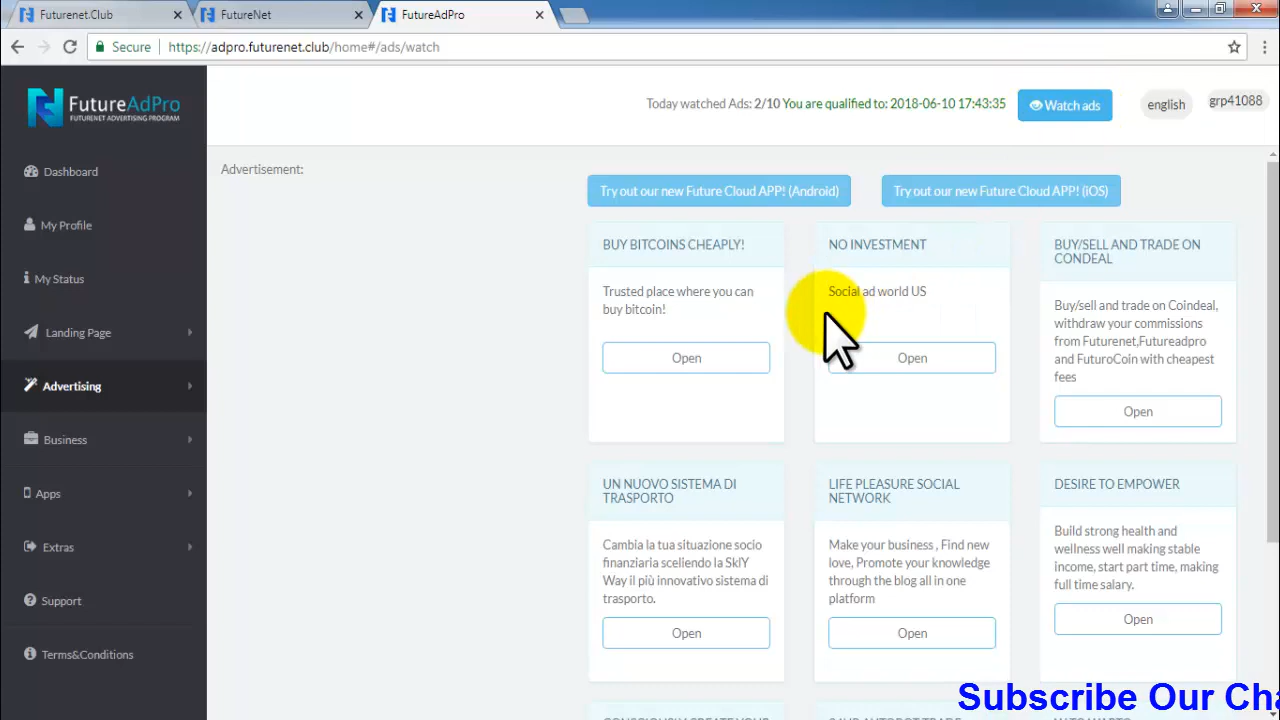 Furenet.Club
FutureNet
FutureAdPro
Secure
https://adpro.futurenet.club/home#/ads/watch
FutureAdPro
FUTURENET ADVERTISING PROGRAM
Today watched Ads: 2/10 You are qualified to: 2018-06-10 17:43:35
Watch ads
english
grp41088
Dashboard
My Profile
My Status
Landing Page
Advertising
Business
Apps
Extras
Support
Terms&Conditions
Advertisement:
Try out our new Future Cloud APP! (Android)
Try out our new Future Cloud APP! (iOS)
BUY BITCOINS CHEAPLY!
Trusted place where you can
buy bitcoin!
Open
NO INVESTMENT
Social ad world US
Open
BUY/SELL AND TRADE ON
CONDEAL
Buy/sell and trade on Coindeal,
withdraw your commissions
from Futurenet,Futureadpro
and FuturoCoin with cheapest
fees
Open
UN NUOVO SISTEMA DI
TRASPORTO
Cambia la tua situazione socio
finanziaria sceliendo la SkIY
Way il più innovativo sistema di
trasporto.
Open
LIFE PLEASURE SOCIAL
NETWORK
Make your business , Find new
love, Promote your knowledge
through the blog all in one
platform
Open
DESIRE TO EMPOWER
Build strong health and
wellness well making stable
income, start part time, making
full time salary.
Open
Subscribe Our Cha